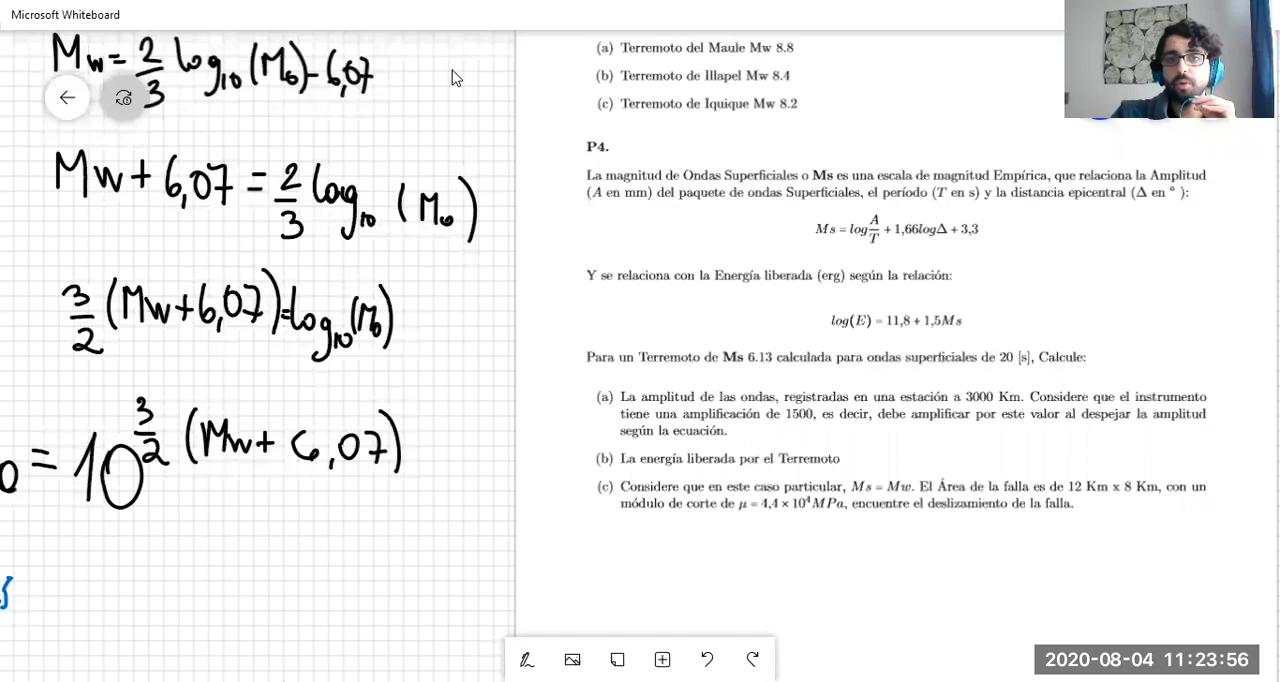 Microsoft Whiteboard
Mw = 2/3 log10 (M0) - 6,07
Mw + 6,07 = 2/3 log10 (M0)
3/2 (Mw + 6,07) = log10 (M0)
0 = 10^3/2 (Mw + 6,07)
(a) Terremoto del Maule Mw 8.8
(b) Terremoto de Illapel Mw 8.4
(c) Terremoto de Iquique Mw 8.2
P4.
La magnitud de Ondas Superficiales o Ms es una escala de magnitud Empírica, que relaciona la Amplitud
(A en mm) del paquete de ondas Superficiales, el período (T en s) y la distancia epicentral (Δ en ° ):
Ms = log A/T + 1,66logΔ + 3,3
Y se relaciona con la Energía liberada (erg) según la relación:
log(E) = 11,8 + 1,5Ms
Para un Terremoto de Ms 6.13 calculada para ondas superficiales de 20 [s], Calcule:
(a) La amplitud de las ondas, registradas en una estación a 3000 Km. Considere que el instrumento
tiene una amplificación de 1500, es decir, debe amplificar por este valor al despejar la amplitud
según la ecuación.
(b) La energía liberada por el Terremoto
(c) Considere que en este caso particular, Ms = Mw. El Área de la falla es de 12 Km x 8 Km, con un
módulo de corte de μ = 4,4 × 10⁴MPa, encuentre el deslizamiento de la falla.
2020-08-04 11:23:56